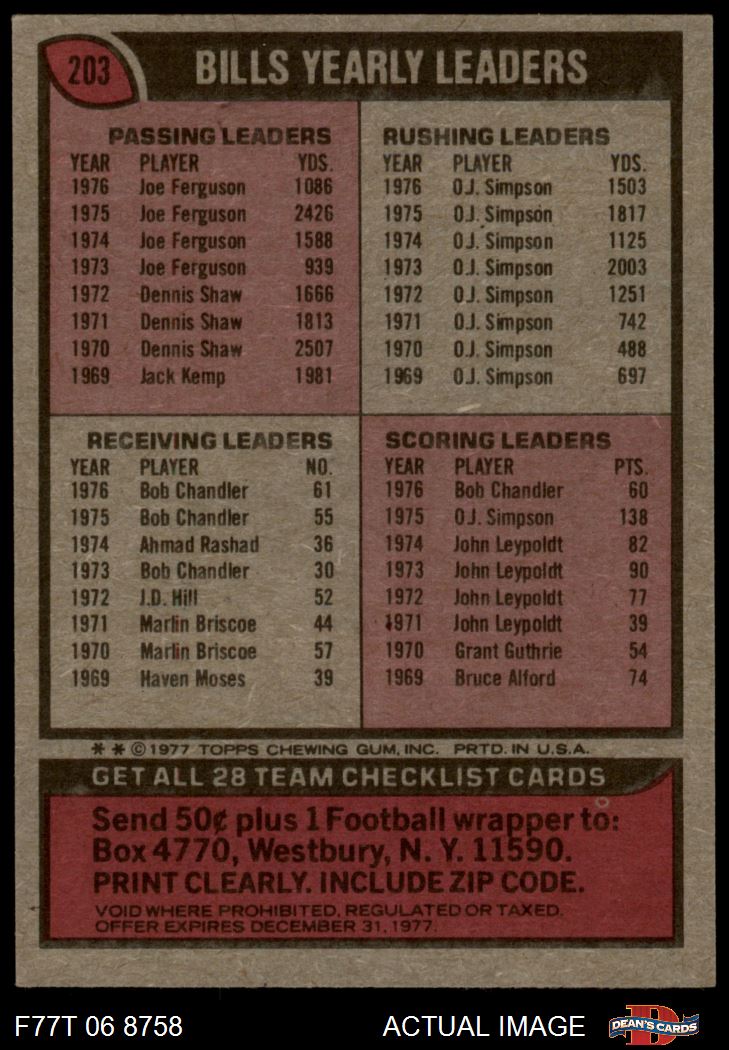 203
BILLS YEARLY LEADERS
PASSING LEADERS
YEAR PLAYER YDS.
1976 Joe Ferguson 1086
1975 Joe Ferguson 2426
1974 Joe Ferguson 1588
1973 Joe Ferguson 939
1972 Dennis Shaw 1666
1971 Dennis Shaw 1813
1970 Dennis Shaw 2507
1969 Jack Kemp 1981
RUSHING LEADERS
YEAR PLAYER YDS.
1976 O.J. Simpson 1503
1975 O.J. Simpson 1817
1974 O.J. Simpson 1125
1973 O.J. Simpson 2003
1972 O.J. Simpson 1251
1971 O.J. Simpson 742
1970 O.J. Simpson 488
1969 O.J. Simpson 697
RECEIVING LEADERS
YEAR PLAYER NO.
1976 Bob Chandler 61
1975 Bob Chandler 55
1974 Ahmad Rashad 36
1973 Bob Chandler 30
1972 J.D. Hill 52
1971 Marlin Briscoe 44
1970 Marlin Briscoe 57
1969 Haven Moses 39
SCORING LEADERS
YEAR PLAYER PTS.
1976 Bob Chandler 60
1975 O.J. Simpson 138
1974 John Leypoldt 82
1973 John Leypoldt 90
1972 John Leypoldt 77
1971 John Leypoldt 39
1970 Grant Guthrie 54
1969 Bruce Alford 74
* * © 1977 TOPPS CHEWING GUM, INC. PRTD. IN U.S.A.
GET ALL 28 TEAM CHECKLIST CARDS
Send 50¢ plus 1 Football wrapper to:
Box 4770, Westbury, N. Y. 11590.
PRINT CLEARLY. INCLUDE ZIP CODE.
VOID WHERE PROHIBITED, REGULATED OR TAXED.
OFFER EXPIRES DECEMBER 31, 1977.
F77T 06 8758 ACTUAL IMAGE
D
DEAN'S CARDS